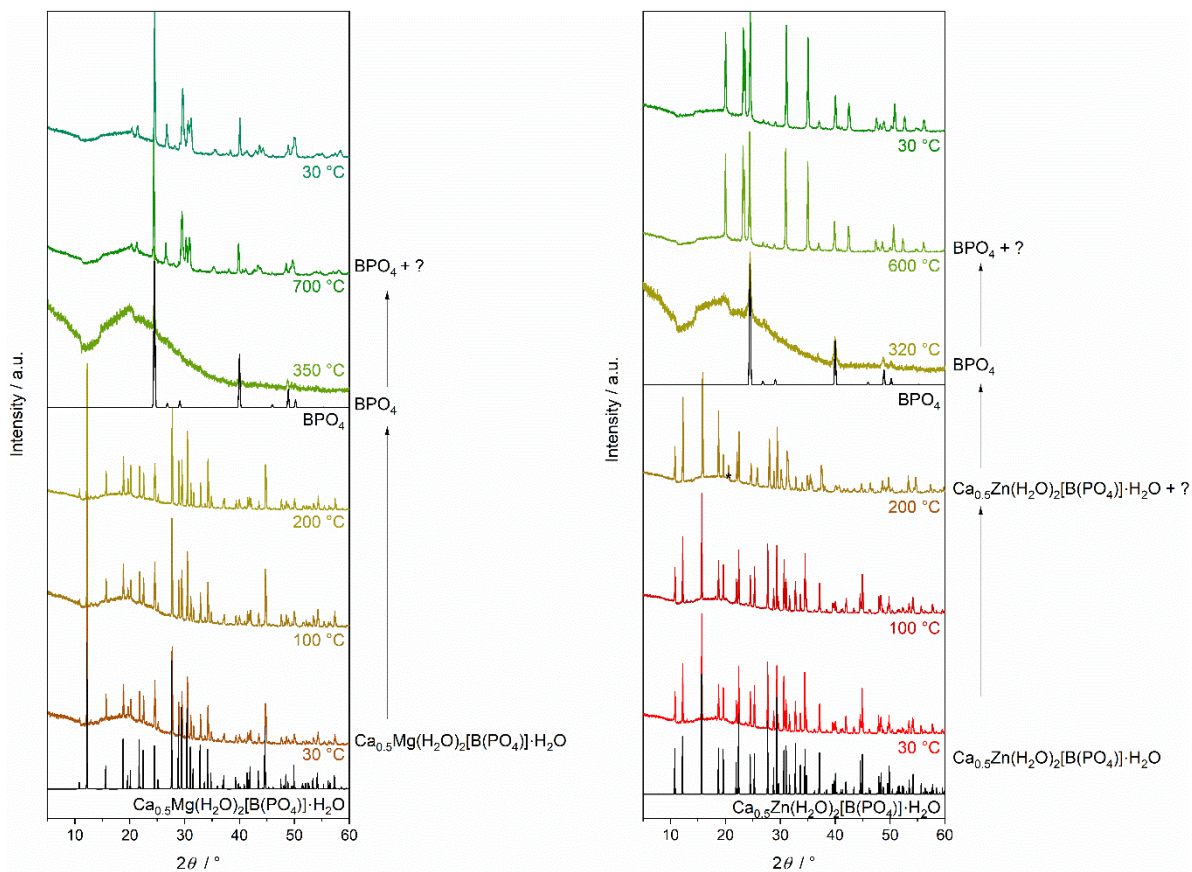 Intensity / a.u.
30 °C
700 °C
BPO₄ + ?
350 °C
BPO₄
BPO₄
200 °C
100 °C
30 °C
Ca₀.₅Mg(H₂O)₂[B(PO₄)]·H₂O
Ca₀.₅Mg(H₂O)₂[B(PO₄)]·H₂O
10 20 30 40 50 60
2θ / °
Intensity / a.u.
30 °C
BPO₄ + ?
600 °C
320 °C
BPO₄
BPO₄
*
Ca₀.₅Zn(H₂O)₂[B(PO₄)]·H₂O + ?
200 °C
100 °C
30 °C
Ca₀.₅Zn(H₂O)₂[B(PO₄)]·H₂O
Ca₀.₅Zn(H₂O)₂[B(PO₄)]·H₂O
10 20 30 40 50 60
2θ / °